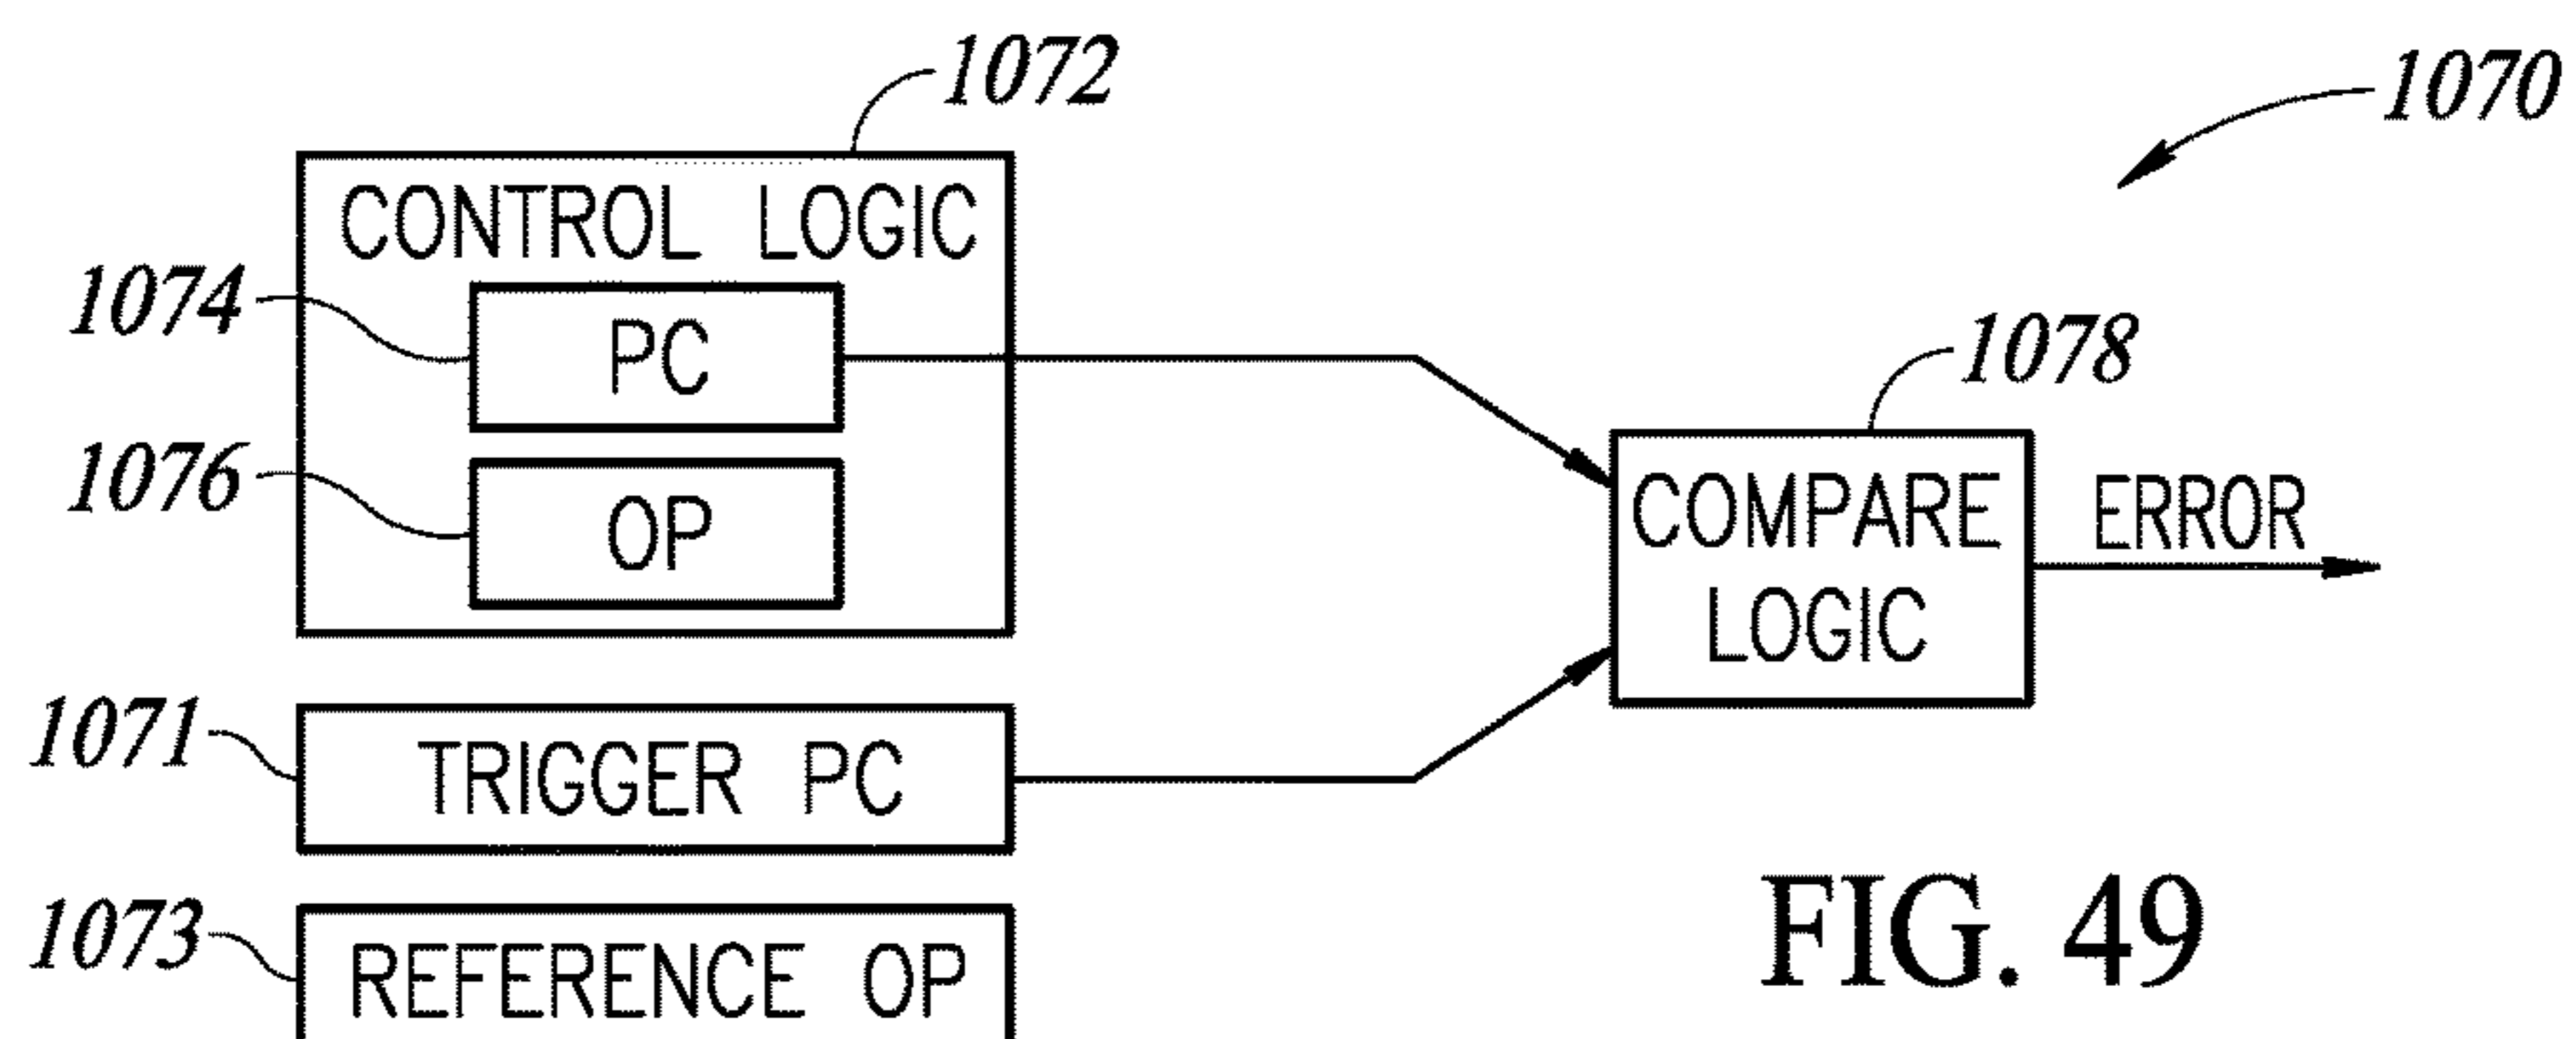 1072
1070
CONTROL LOGIC
1074
PC
1078
1076
OP
COMPARE
LOGIC
ERROR
1071
TRIGGER PC
1073
REFERENCE OP
FIG. 49